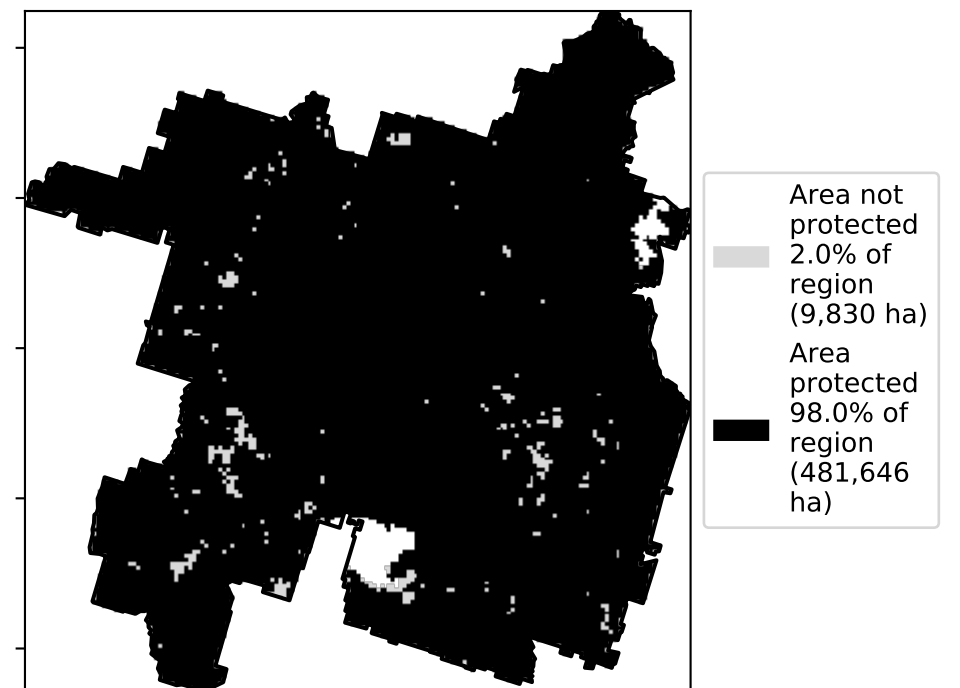 Area not
protected
2.0% of
region
(9,830 ha)
Area
protected
98.0% of
region
(481,646
ha)